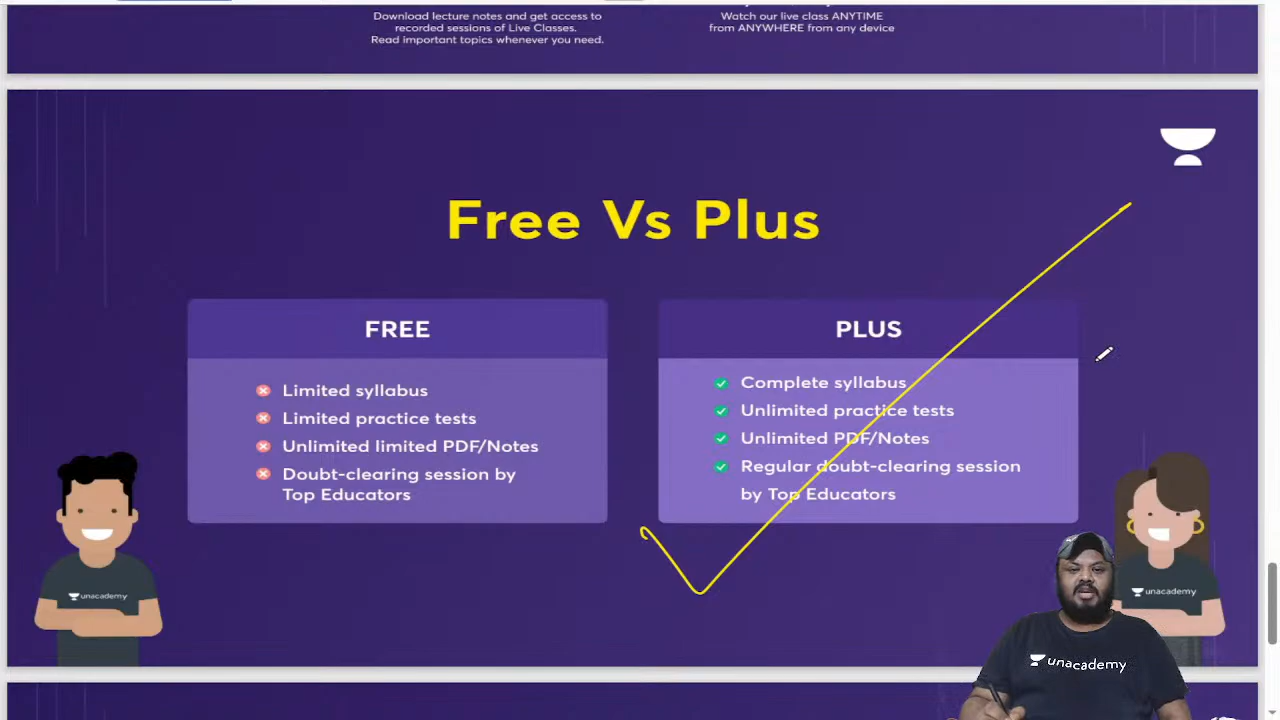 Download lecture notes and get access to
recorded sessions of Live Classes.
Read important topics whenever you need.
Watch our live class ANYTIME
from ANYWHERE from any device
Free Vs Plus
FREE
Limited syllabus
Limited practice tests
Unlimited limited PDF/Notes
Doubt-clearing session by
Top Educators
PLUS
Complete syllabus
Unlimited practice tests
Unlimited PDF/Notes
Regular doubt-clearing session
by Top Educators
unacademy
unacademy
unacademy